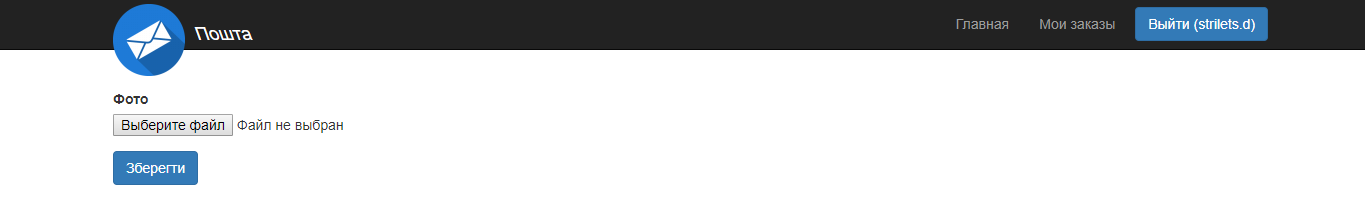 Пошта
Главная Мои заказы Выйти (strilets.d)
Фото
Выберите файл Файл не выбран
Зберегти